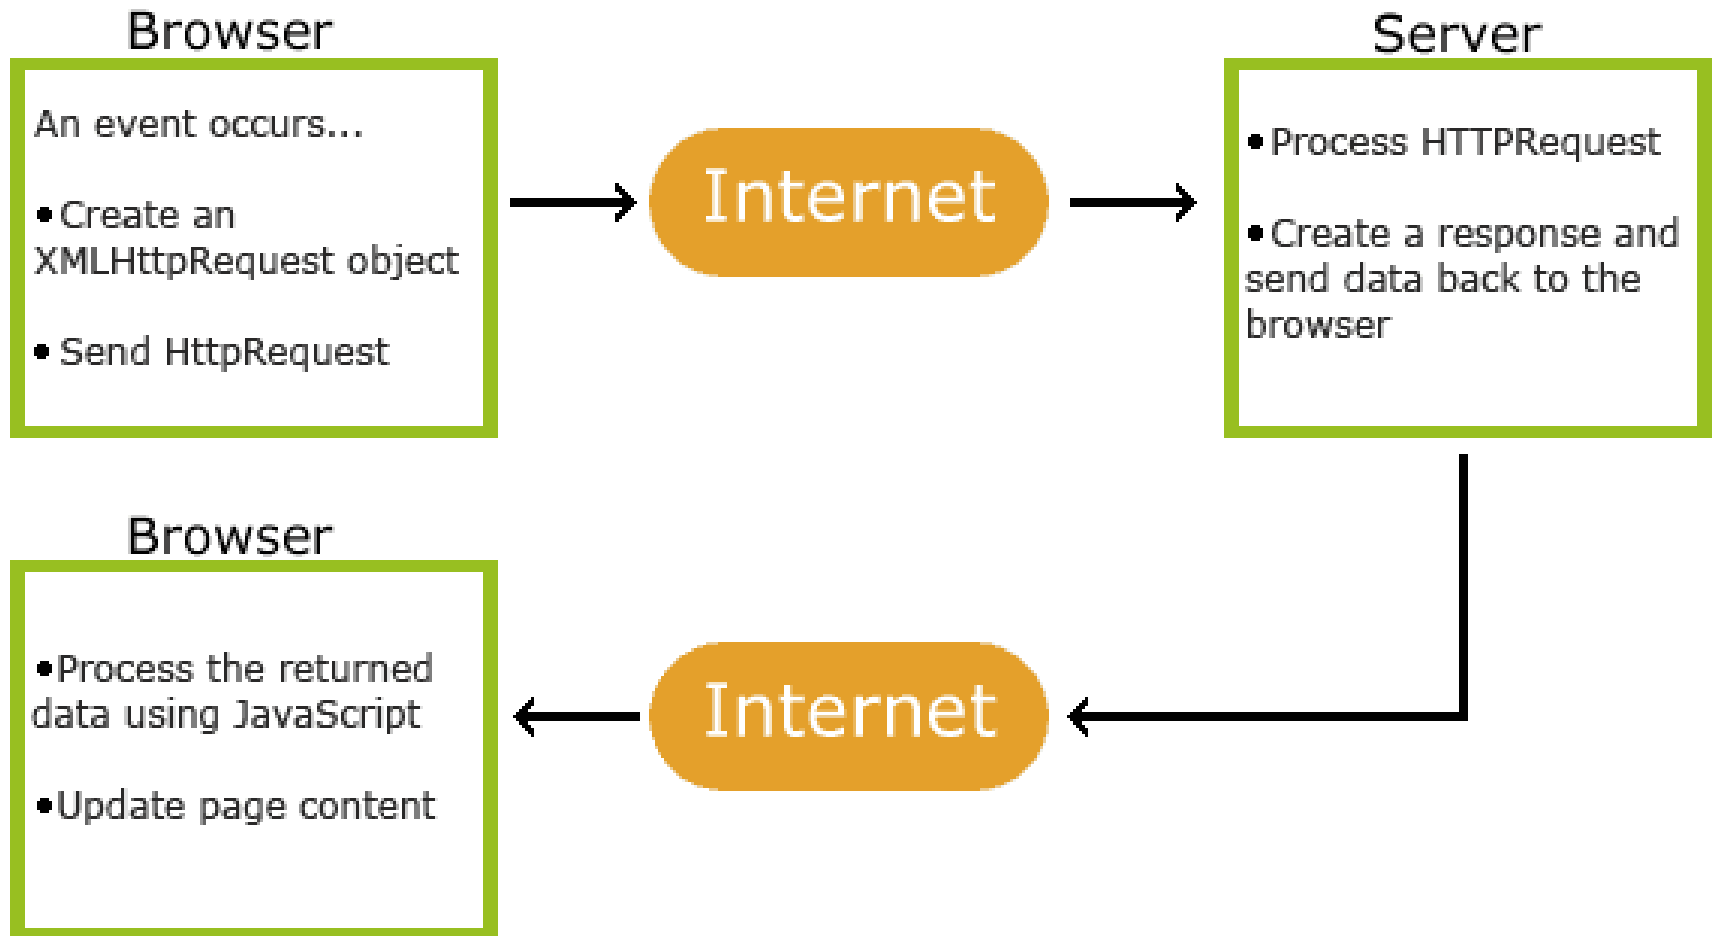 Browser
An event occurs...
• Create an
XMLHttpRequest object
• Send HttpRequest
Internet
Server
• Process HTTPRequest
• Create a response and
send data back to the
browser
Browser
• Process the returned
data using JavaScript
• Update page content
Internet